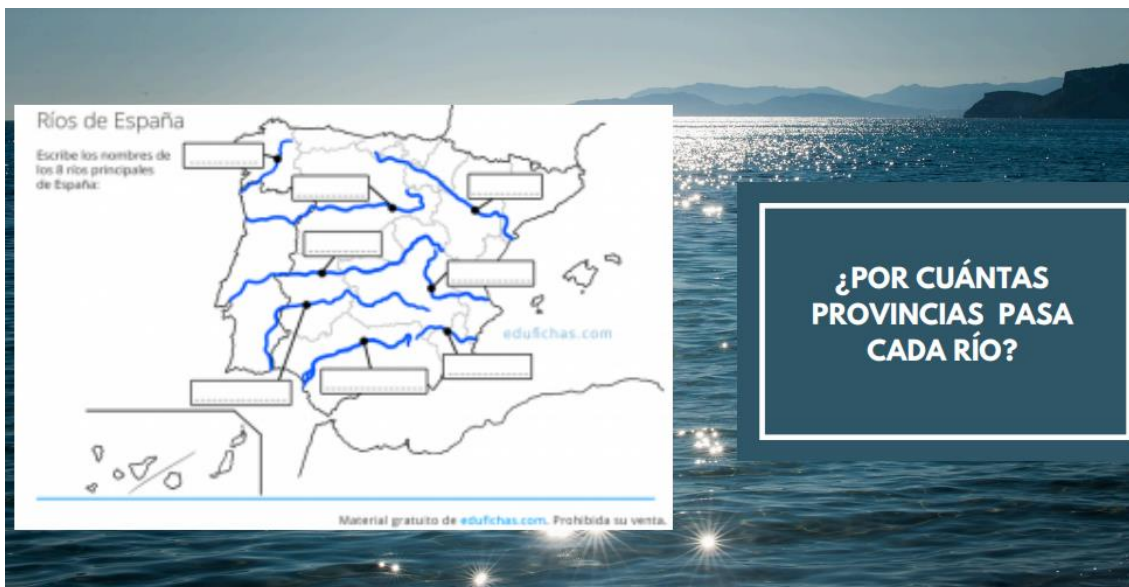 Ríos de España
Escribe los nombres de
los 8 ríos principales
de España:
edufichas.com
Material gratuito de edufichas.com. Prohibida su venta.
¿POR CUÁNTAS
PROVINCIAS PASA
CADA RÍO?